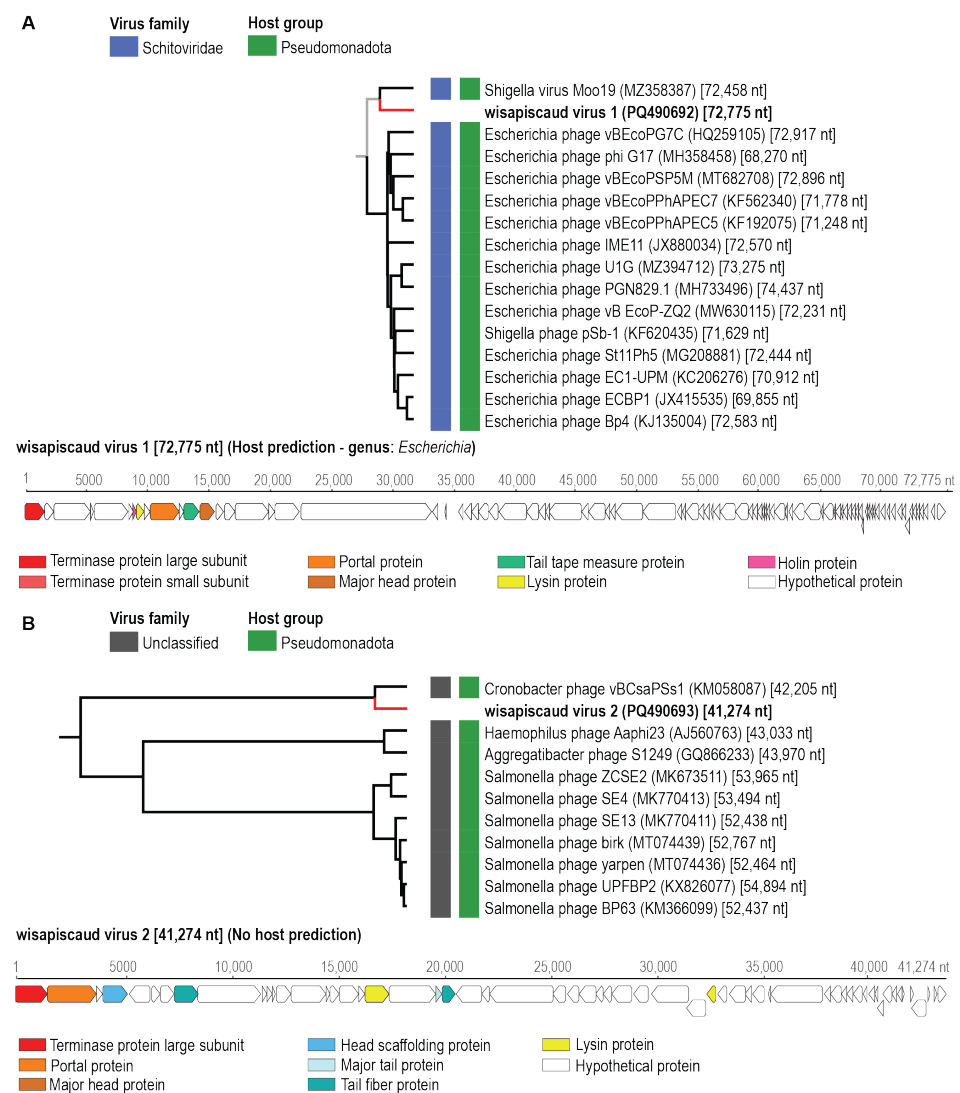 A
Virus family
Host group
Schitoviridae
Pseudomonadota
Shigella virus Moo19 (MZ358387) [72,458 nt]
wisapiscaud virus 1 (PQ490692) [72,775 nt]
Escherichia phage vBEcoPG7C (HQ259105) [72,917 nt]
Escherichia phage phi G17 (MH358458) [68,270 nt]
Escherichia phage vBEcoPSP5M (MT682708) [72,896 nt]
Escherichia phage vBEcoPPhAPEC7 (KF562340) [71,778 nt]
Escherichia phage vBEcoPPhAPEC5 (KF192075) [71,248 nt]
Escherichia phage IME11 (JX880034) [72,570 nt]
Escherichia phage U1G (MZ394712) [73,275 nt]
Escherichia phage PGN829.1 (MH733496) [74,437 nt]
Escherichia phage vB EcoP-ZQ2 (MW630115) [72,231 nt]
Shigella phage pSb-1 (KF620435) [71,629 nt]
Escherichia phage St11Ph5 (MG208881) [72,444 nt]
Escherichia phage EC1-UPM (KC206276) [70,912 nt]
Escherichia phage ECBP1 (JX415535) [69,855 nt]
Escherichia phage Bp4 (KJ135004) [72,583 nt]
wisapiscaud virus 1 [72,775 nt] (Host prediction - genus: Escherichia)
1 5000 10,000 15,000 20,000 25,000 30,000 35,000 40,000 45,000 50,000 55,000 60,000 65,000 70,000 72,775 nt
Terminase protein large subunit
Portal protein
Tail tape measure protein
Holin protein
Terminase protein small subunit
Major head protein
Lysin protein
Hypothetical protein
B
Virus family
Host group
Unclassified
Pseudomonadota
Cronobacter phage vBCsaPSs1 (KM058087) [42,205 nt]
wisapiscaud virus 2 (PQ490693) [41,274 nt]
Haemophilus phage Aaphi23 (AJ560763) [43,033 nt]
Aggregatibacter phage S1249 (GQ866233) [43,970 nt]
Salmonella phage ZCSE2 (MK673511) [53,965 nt]
Salmonella phage SE4 (MK770413) [53,494 nt]
Salmonella phage SE13 (MK770411) [52,438 nt]
Salmonella phage birk (MT074439) [52,767 nt]
Salmonella phage yarpen (MT074436) [52,464 nt]
Salmonella phage UPFBP2 (KX826077) [54,894 nt]
Salmonella phage BP63 (KM366099) [52,437 nt]
wisapiscaud virus 2 [41,274 nt] (No host prediction)
1 5000 10,000 15,000 20,000 25,000 30,000 35,000 40,000 41,274 nt
Terminase protein large subunit
Head scaffolding protein
Lysin protein
Portal protein
Major tail protein
Hypothetical protein
Major head protein
Tail fiber protein